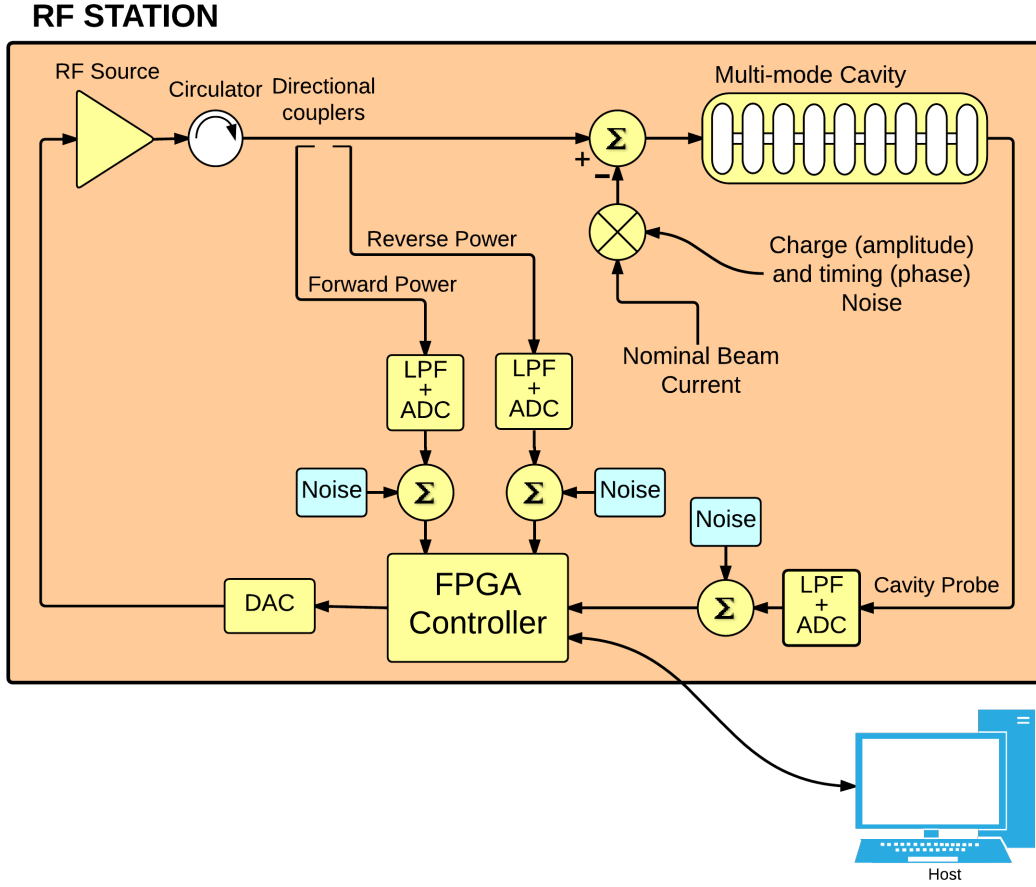 RF STATION
RF Source
Circulator
Directional
couplers
Multi-mode Cavity
Σ
+
−
Reverse Power
Charge (amplitude)
and timing (phase)
Noise
Forward Power
Nominal Beam
Current
LPF
+
ADC
LPF
+
ADC
Noise
Σ
Σ
Noise
Noise
FPGA
Controller
DAC
Σ
LPF
+
ADC
Cavity Probe
Host